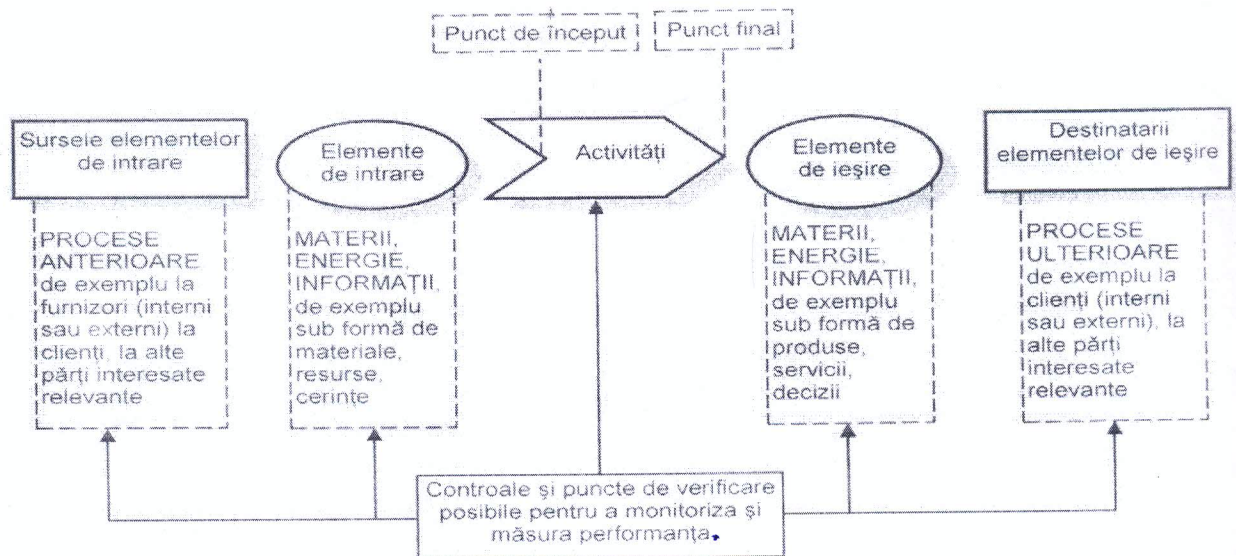 Punct de început
Punct final
Sursele elementelor
de intrare
Elemente
de intrare
Activități
Elemente
de ieşire
Destinatarii
elementelor de ieşire
PROCESE
ANTERIOARE
de exemplu la
furnizori (interni
sau externi) la
clienți, la alte
părți interesate
relevante
MATERII,
ENERGIE,
INFORMAȚII,
de exemplu
sub formă de
materiale,
resurse,
cerințe
MATERII,
ENERGIE,
INFORMAȚII,
de exemplu
sub formă de
produse,
servicii,
decizii
PROCESE
ULTERIOARE
de exemplu la
clienți (interni
sau externi), la
alte părți
interesate
relevante
Controale și puncte de verificare
posibile pentru a monitoriza și
măsura performanța.